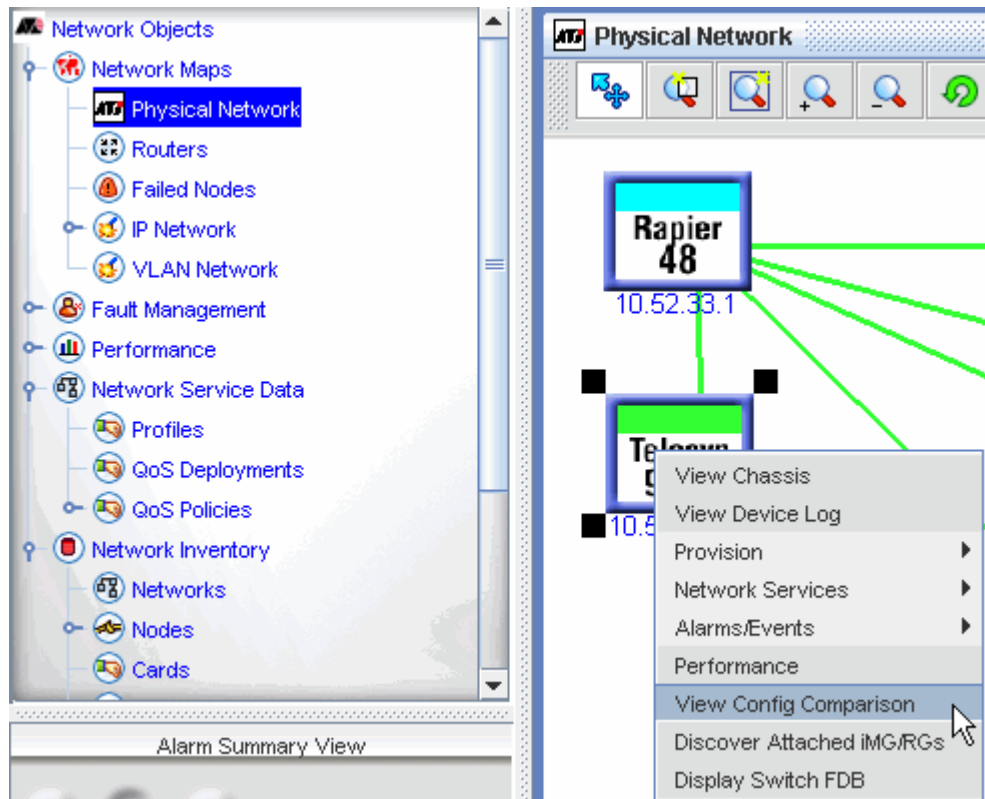 Network Objects
Network Maps
Physical Network
Routers
Failed Nodes
IP Network
VLAN Network
Fault Management
Performance
Network Service Data
Profiles
QoS Deployments
QoS Policies
Network Inventory
Networks
Nodes
Cards
Alarm Summary View
Physical Network
Rapier
48
10.52.33.1
View Chassis
View Device Log
Provision
Network Services
Alarms/Events
Performance
View Config Comparison
Discover Attached iMG/RGs
Display Switch FDB